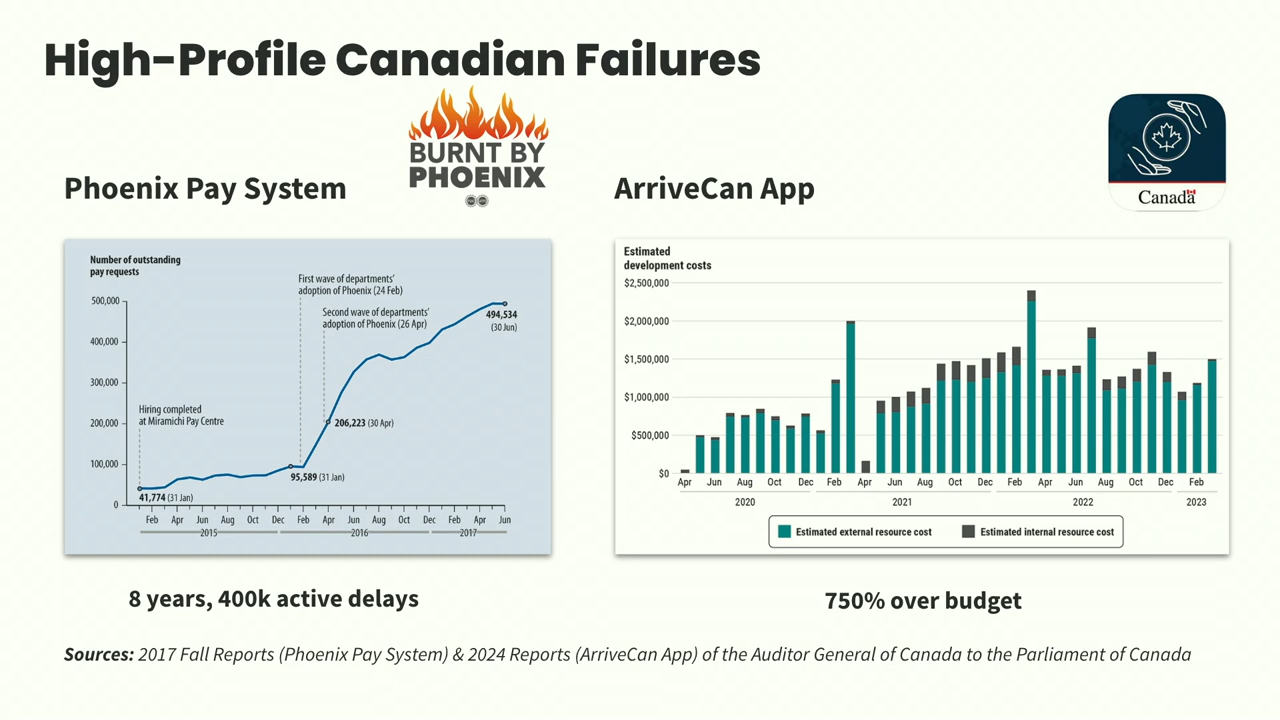 High-Profile Canadian Failures
BURNT BY
PHOENIX
Phoenix Pay System
ArriveCan App
Canada
Number of outstanding
pay requests
500,000
400,000
300,000
200,000
100,000
0
First wave of departments'
adoption of Phoenix (24 Feb)
Second wave of departments'
adoption of Phoenix (26 Apr)
494,534
(30 Jun)
Hiring completed
at Miramichi Pay Centre
206,223 (30 Apr)
95,589 (31 Jan)
41,774 (31 Jan)
Feb Apr Jun Aug Oct Dec Feb Apr Jun Aug Oct Dec Feb Apr Jun
2015 2016 2017
Estimated
development costs
$2,500,000
$2,000,000
$1,500,000
$1,000,000
$500,000
$0
Apr Jun Aug Oct Dec Feb Apr Jun Aug Oct Dec Feb Apr Jun Aug Oct Dec Feb
2020 2021 2022 2023
Estimated external resource cost Estimated internal resource cost
8 years, 400k active delays
750% over budget
Sources: 2017 Fall Reports (Phoenix Pay System) & 2024 Reports (ArriveCan App) of the Auditor General of Canada to the Parliament of Canada